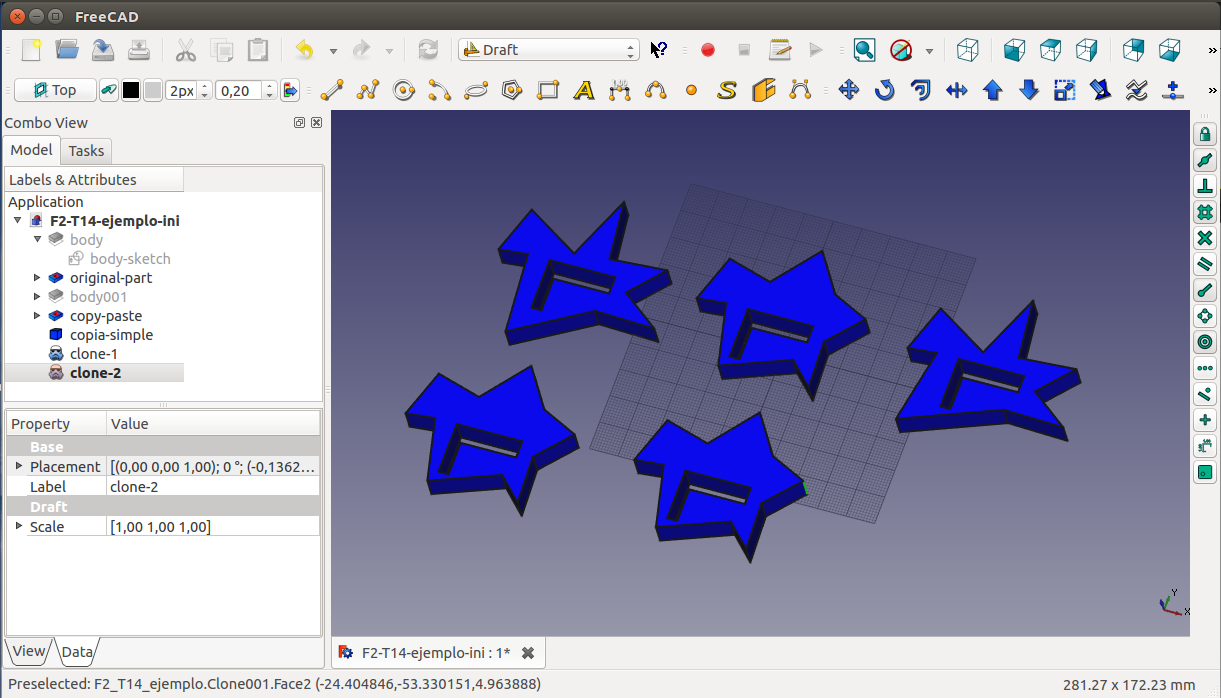 FreeCAD
Draft
Top
2px
0,20
Combo View
Model
Tasks
Labels & Attributes
Application
F2-T14-ejemplo-ini
body
body-sketch
original-part
body001
copy-paste
copia-simple
clone-1
clone-2
Property Value
Base
Placement [(0,00 0,00 1,00); 0 °; (-0,1362...
Label clone-2
Draft
Scale [1,00 1,00 1,00]
View
Data
Y
X
F2-T14-ejemplo-ini : 1*
Preselected: F2_T14_ejemplo.Clone001.Face2 (-24.404846,-53.330151,4.963888)
281.27 x 172.23 mm